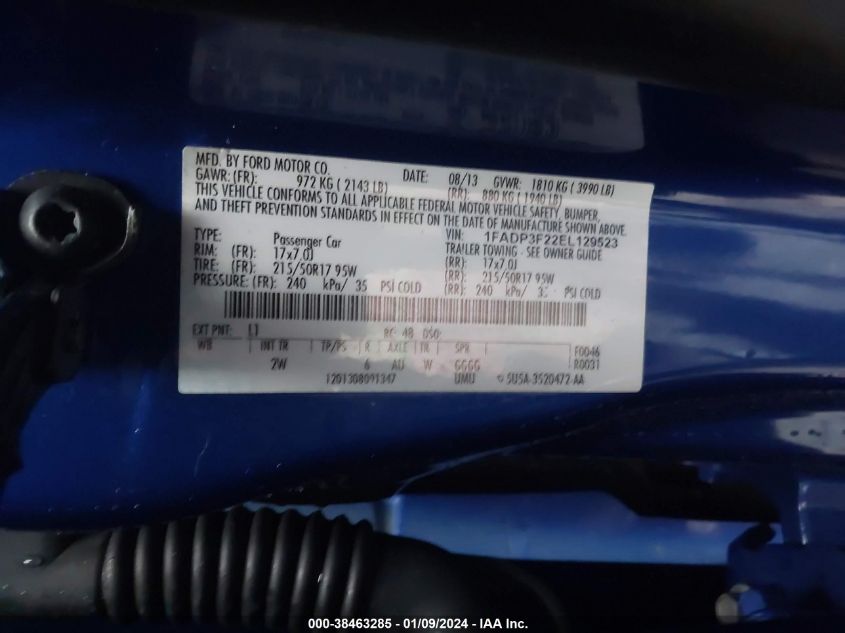 MFD. BY FORD MOTOR CO. DATE: 08/13 GVWR: 1810 KG ( 3990 LB)
GAWR: (FR): 972 KG ( 2143 LB) (RR): 880 KG ( 1940 LB)
THIS VEHICLE CONFORMS TO ALL APPLICABLE FEDERAL MOTOR VEHICLE SAFETY, BUMPER,
AND THEFT PREVENTION STANDARDS IN EFFECT ON THE DATE OF MANUFACTURE SHOWN ABOVE.
VIN: 1FADP3F22EL129523
TYPE: Passenger Car TRAILER TOWING - SEE OWNER GUIDE
RIM: (FR): 17x7.0J (RR): 17x7.0J
TIRE: (FR): 215/50R17 95W (RR): 215/50R17 95W
PRESSURE: (FR): 240 kPa/ 35 PSI COLD (RR): 240 kPa/ 35 PSI COLD
EXT PNT: L1 RC: 48 DSO:
WB INT TR TP/PS R AXLE TR SPR F0046
2W 6 AU W GGGG R0031
1201308091347 UMU 5U5A-3520472-AA
000-38463285 - 01/09/2024 - IAA Inc.